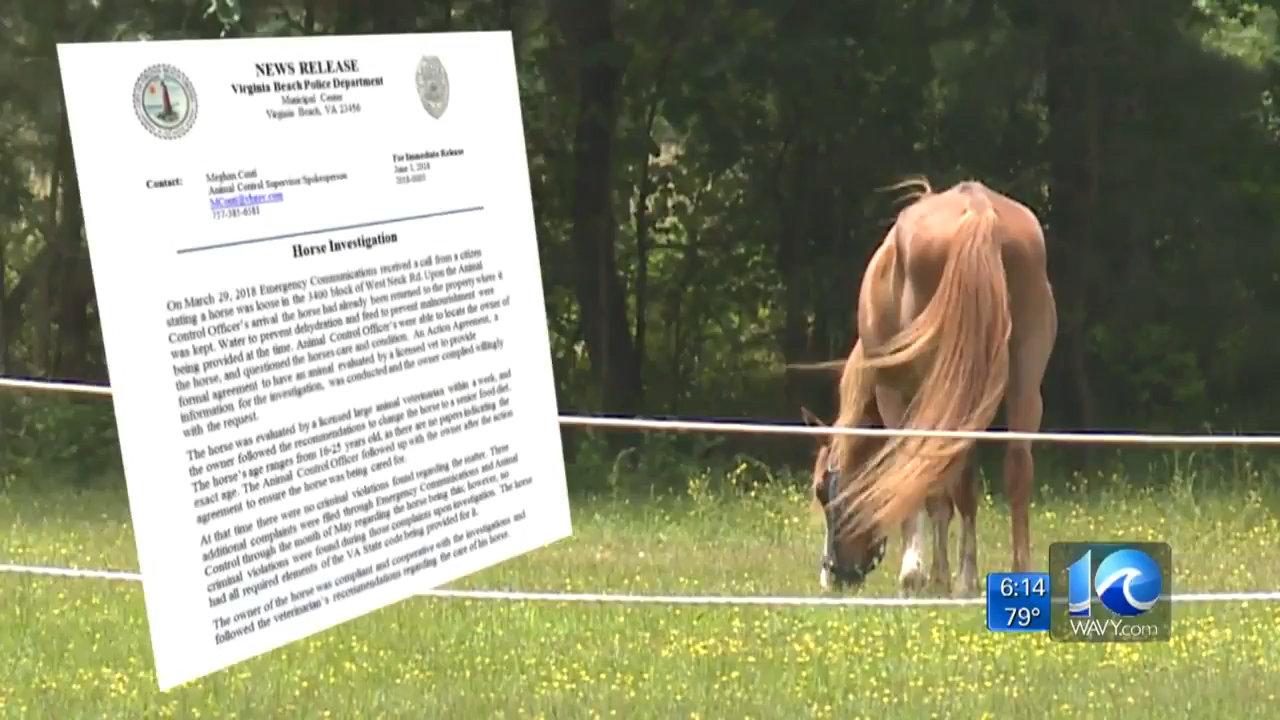 NEWS RELEASE
Virginia Beach Police Department
Municipal Center
Virginia Beach, VA 23456
For Immediate Release
June 1, 2018
Contact:
Meghan Conti
Animal Control Supervisor/Spokesperson
MConti@vbgov.com
757-385-6581
Horse Investigation
On March 29, 2018 Emergency Communications received a call from a citizen
stating a horse was loose in the 3400 block of West Neck Rd. Upon the Animal
Control Officer's arrival the horse had already been returned to the property where it
was kept. Water to prevent dehydration and feed to prevent malnourishment were
being provided at the time. Animal Control Officer's were able to locate the owner of
the horse, and questioned the horses care and condition. An Action Agreement, a
formal agreement to have an animal evaluated by a licensed vet to provide
information for the investigation, was conducted and the owner complied willingly
with the request.
The horse was evaluated by a licensed large animal veterinarian within a week, and
the owner followed the recommendations to change the horse to a senior food diet.
The horse's age ranges from 18-25 years old, as there are no papers indicating the
exact age. The Animal Control Officer followed up with the owner after the action
agreement to ensure the horse was being cared for.
At that time there were no criminal violations found regarding the matter. Three
additional complaints were filed through Emergency Communications and Animal
Control through the month of May regarding the horse being thin; however, no
criminal violations were found during those complaints upon investigation. The horse
had all required elements of the VA State code being provided for it.
The owner of the horse was compliant and cooperative with the investigations and
followed the veterinarian's recommendations regarding the care of his horse.
6:14
79°
10
WAVY.com